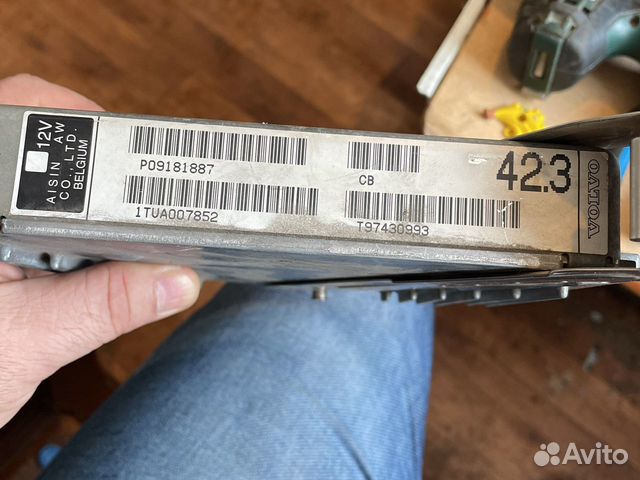 12V
AISIN AW
CO., LTD.
BELGIUM
P09181887
1TUA007852
CB
T97430993
42.3
VOLVO
Avito